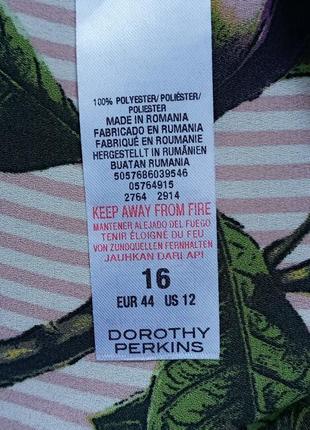 100% POLYESTER/ POLIÉSTER/
POLIESTER
MADE IN ROMANIA
FABRICADO EN RUMANIA
FABRIQUÉ EN ROUMANIE
HERGESTELLT IN RUMÄNIEN
BUATAN RUMANIA
5057686039546
05764915
2764 2914
KEEP AWAY FROM FIRE
MANTENER ALEJADO DEL FUEGO
TENIR ÉLOIGNÉ DU FEU
VON ZUNDQUELLEN FERNHALTEN
JAUHKAN DARI API
16
EUR 44 US 12
DOROTHY
PERKINS